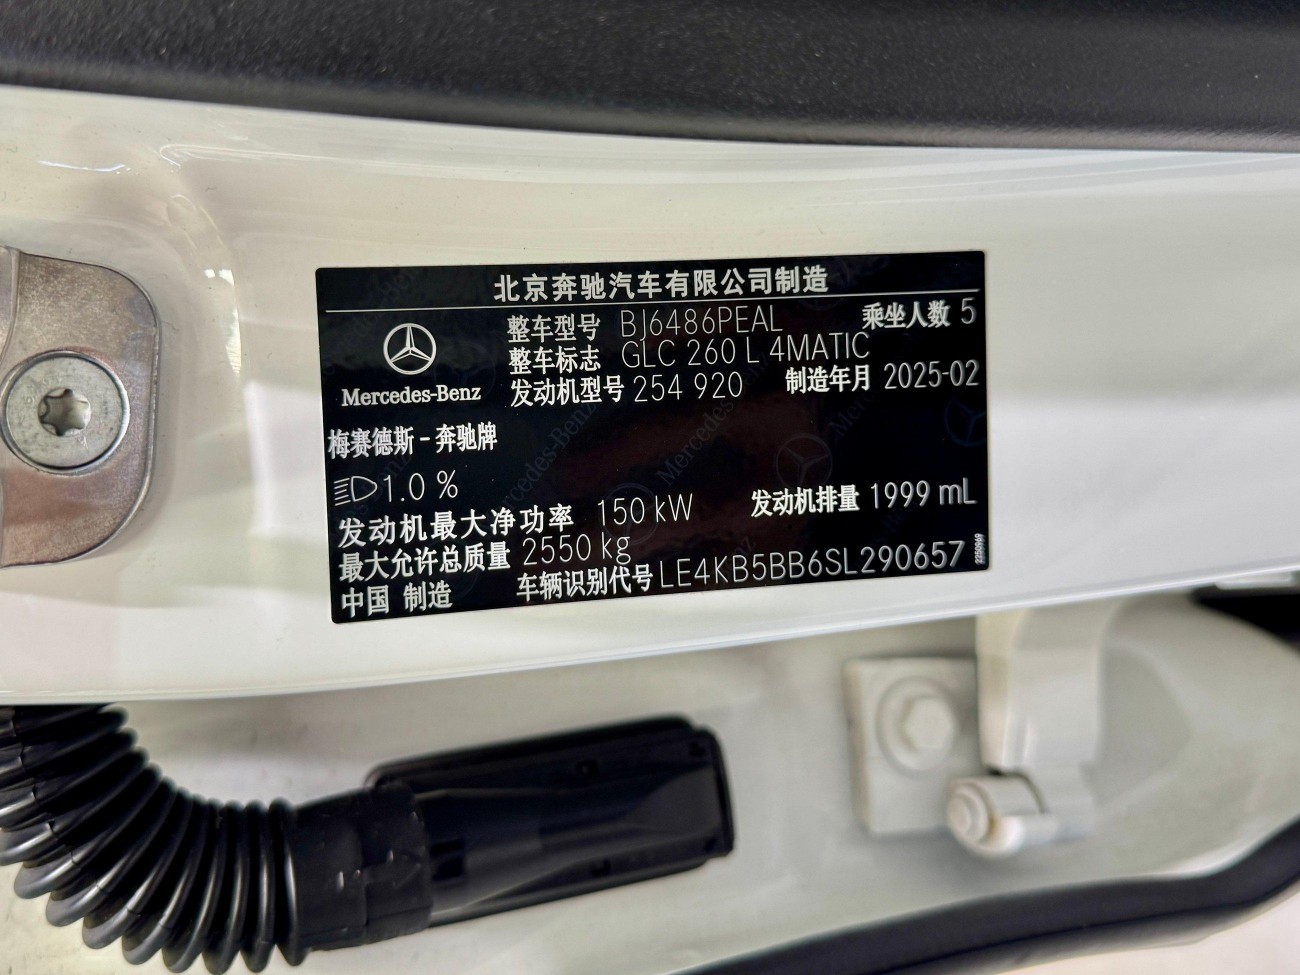 北京奔驰汽车有限公司制造
整车型号 BJ6486PEAL 乘坐人数 5
整车标志 GLC 260 L 4MATIC
发动机型号 254 920 制造年月 2025-02
Mercedes-Benz
梅赛德斯-奔驰牌
1.0 %
发动机最大净功率 150 kW 发动机排量 1999 mL
最大允许总质量 2550 kg
中国 制造 车辆识别代号 LE4KB5BB6SL290657
2250969